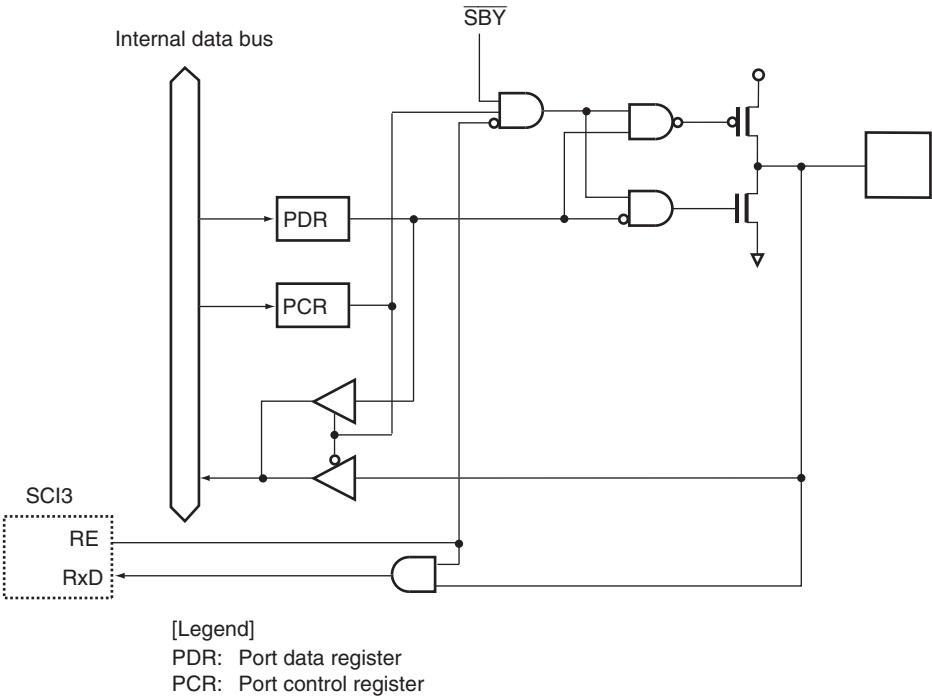 SBY
Internal data bus
PDR
PCR
SCI3
RE
RxD
[Legend]
PDR: Port data register
PCR: Port control register